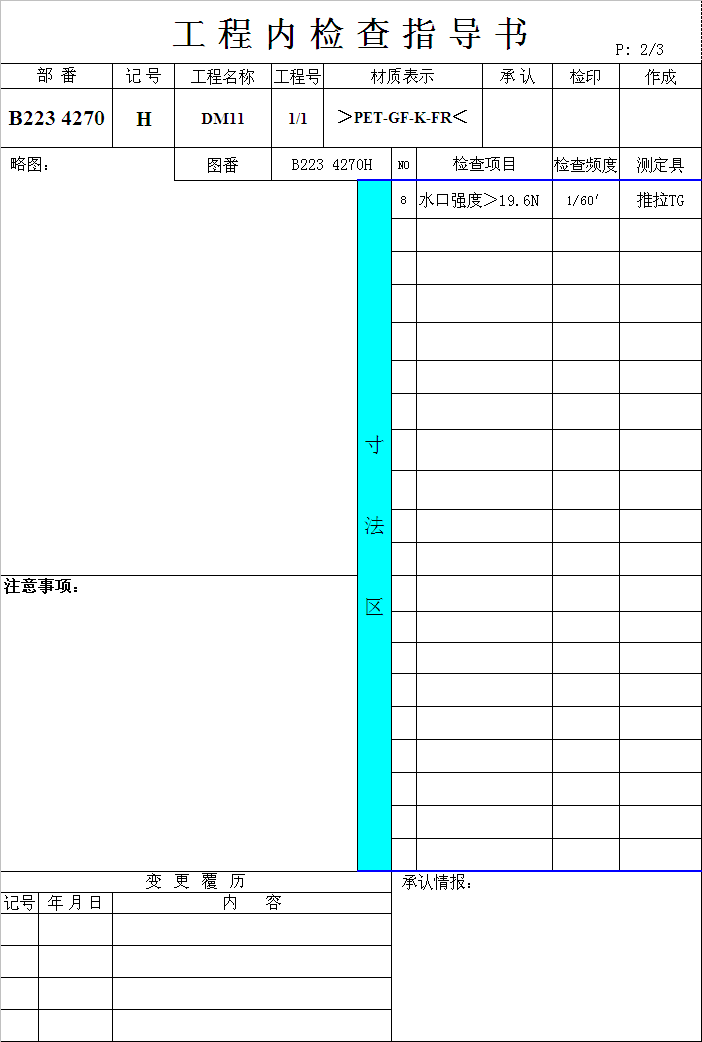 工程内检查指导书
P: 2/3
部 番 记 号 工程名称 工程号 材质表示 承 认 检印 作成
B223 4270 H DM11 1/1 ＞PET-GF-K-FR＜
略图: 图番 B223 4270H NO 检查项目 检查频度 测定具
8 水口强度＞19.6N 1/60′ 推拉TG
寸
法
区
注意事项:
变 更 履 历 承认情报:
记号 年 月 日 内 容